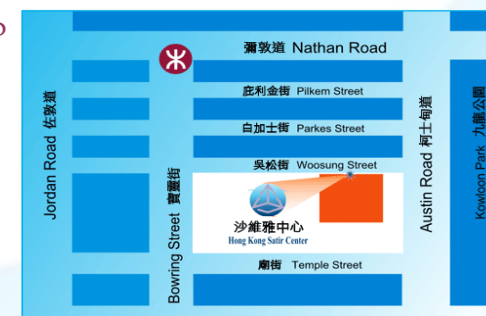 彌敦道 Nathan Road
庇利金街 Pilkem Street
白加士街 Parkes Street
吳松街 Woosung Street
沙維雅中心
Hong Kong Satir Center
廟街 Temple Street
Jordan Road 佐敦道
Bowring Street 寶靈街
Austin Road 柯士甸道
Kowloon Park 九龍公園